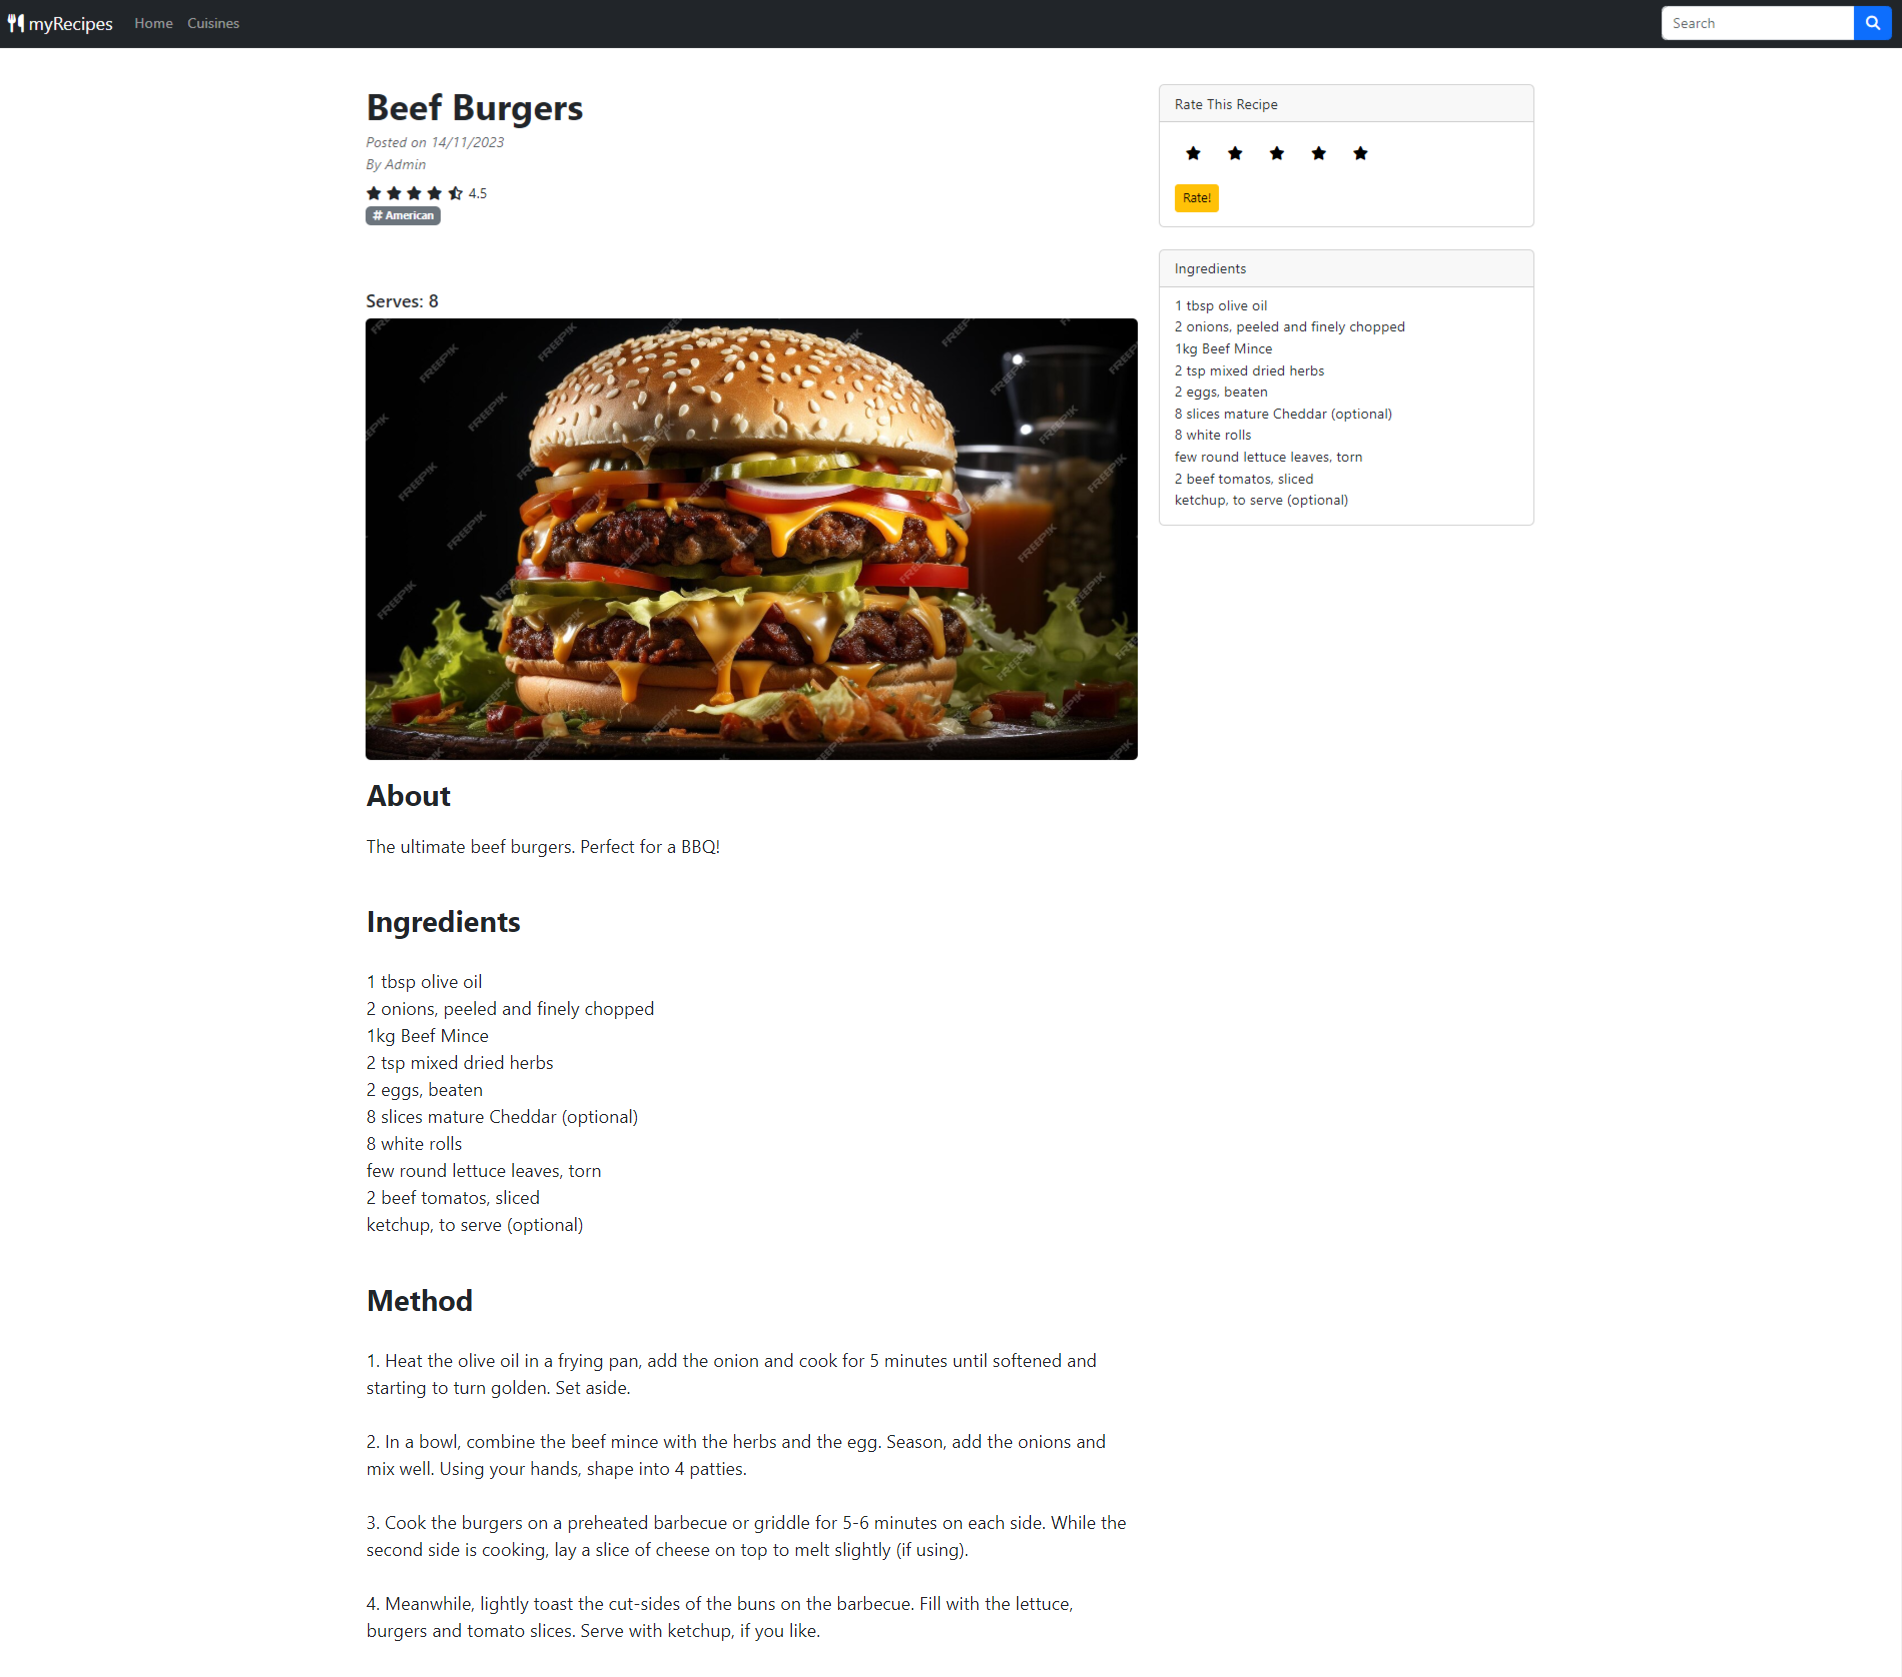 myRecipes
Home
Cuisines
Search
Beef Burgers
Posted on 14/11/2023
By Admin
4.5
# American
Serves: 8
FREEPIK
About
The ultimate beef burgers. Perfect for a BBQ!
Ingredients
1 tbsp olive oil
2 onions, peeled and finely chopped
1kg Beef Mince
2 tsp mixed dried herbs
2 eggs, beaten
8 slices mature Cheddar (optional)
8 white rolls
few round lettuce leaves, torn
2 beef tomatos, sliced
ketchup, to serve (optional)
Method
1. Heat the olive oil in a frying pan, add the onion and cook for 5 minutes until softened and
starting to turn golden. Set aside.
2. In a bowl, combine the beef mince with the herbs and the egg. Season, add the onions and
mix well. Using your hands, shape into 4 patties.
3. Cook the burgers on a preheated barbecue or griddle for 5-6 minutes on each side. While the
second side is cooking, lay a slice of cheese on top to melt slightly (if using).
4. Meanwhile, lightly toast the cut-sides of the buns on the barbecue. Fill with the lettuce,
burgers and tomato slices. Serve with ketchup, if you like.
Rate This Recipe
Rate!
Ingredients
1 tbsp olive oil
2 onions, peeled and finely chopped
1kg Beef Mince
2 tsp mixed dried herbs
2 eggs, beaten
8 slices mature Cheddar (optional)
8 white rolls
few round lettuce leaves, torn
2 beef tomatos, sliced
ketchup, to serve (optional)